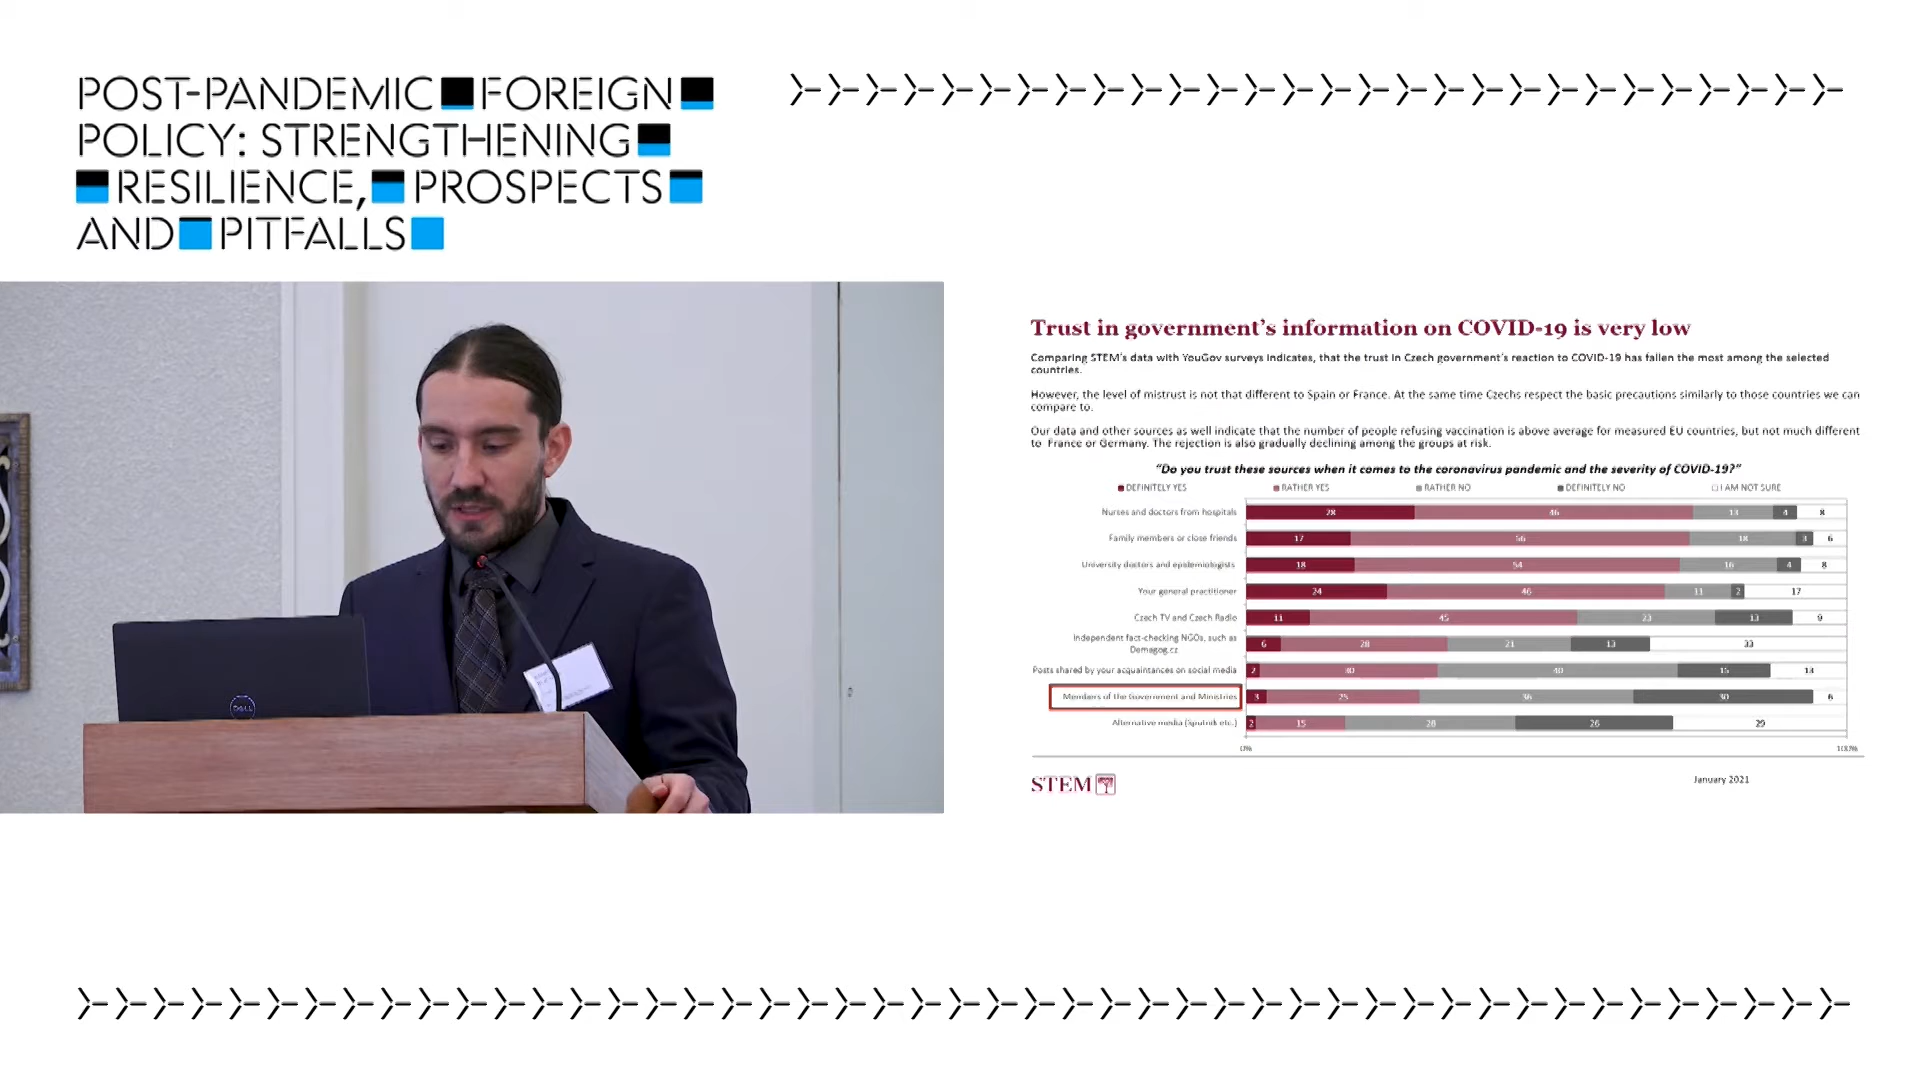 POST-PANDEMIC FOREIGN
POLICY: STRENGTHENING
RESILIENCE, PROSPECTS
AND PITFALLS
DELL
Trust in government's information on COVID-19 is very low
Comparing STEM's data with YouGov surveys indicates, that the trust in Czech government's reaction to COVID-19 has fallen the most among the selected
countries.
However, the level of mistrust is not that different to Spain or France. At the same time Czechs respect the basic precautions similarly to those countries we can
compare to.
Our data and other sources as well indicate that the number of people refusing vaccination is above average for measured EU countries, but not much different
to France or Germany. The rejection is also gradually declining among the groups at risk.
"Do you trust these sources when it comes to the coronavirus pandemic and the severity of COVID-19?"
DEFINITELY YES RATHER YES RATHER NO DEFINITELY NO I AM NOT SURE
Nurses and doctors from hospitals 28 46 13 4 8
Family members or close friends 17 56 18 3 6
University doctors and epidemiologists 18 54 16 4 8
Your general practitioner 24 46 11 2 17
Czech TV and Czech Radio 11 45 23 13 9
Independent fact-checking NGOs, such as
Demagog.cz 6 28 21 13 33
Posts shared by your acquaintances on social media 2 30 40 15 13
Members of the Government and Ministries 3 25 36 30 6
Alternative media (Sputnik etc.) 2 15 28 26 29
0% 100%
STEM
January 2021